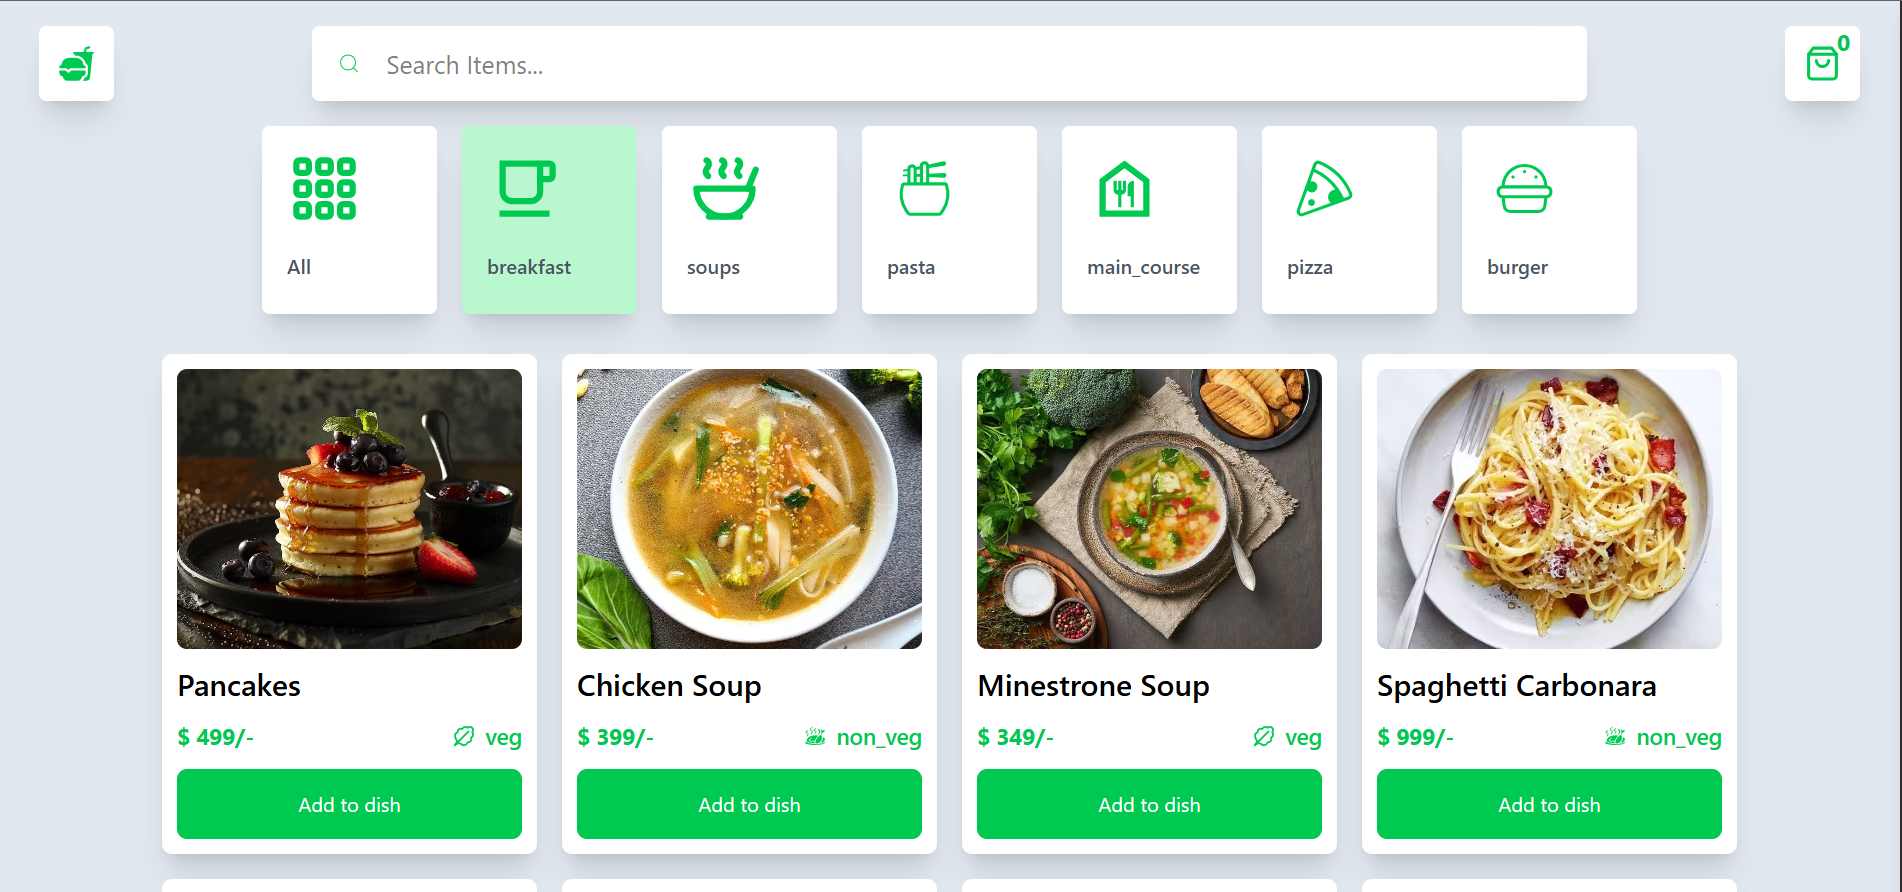 Search Items...
0
All
breakfast
soups
pasta
main_course
pizza
burger
Pancakes
$ 499/-
veg
Add to dish
Chicken Soup
$ 399/-
non_veg
Add to dish
Minestrone Soup
$ 349/-
veg
Add to dish
Spaghetti Carbonara
$ 999/-
non_veg
Add to dish